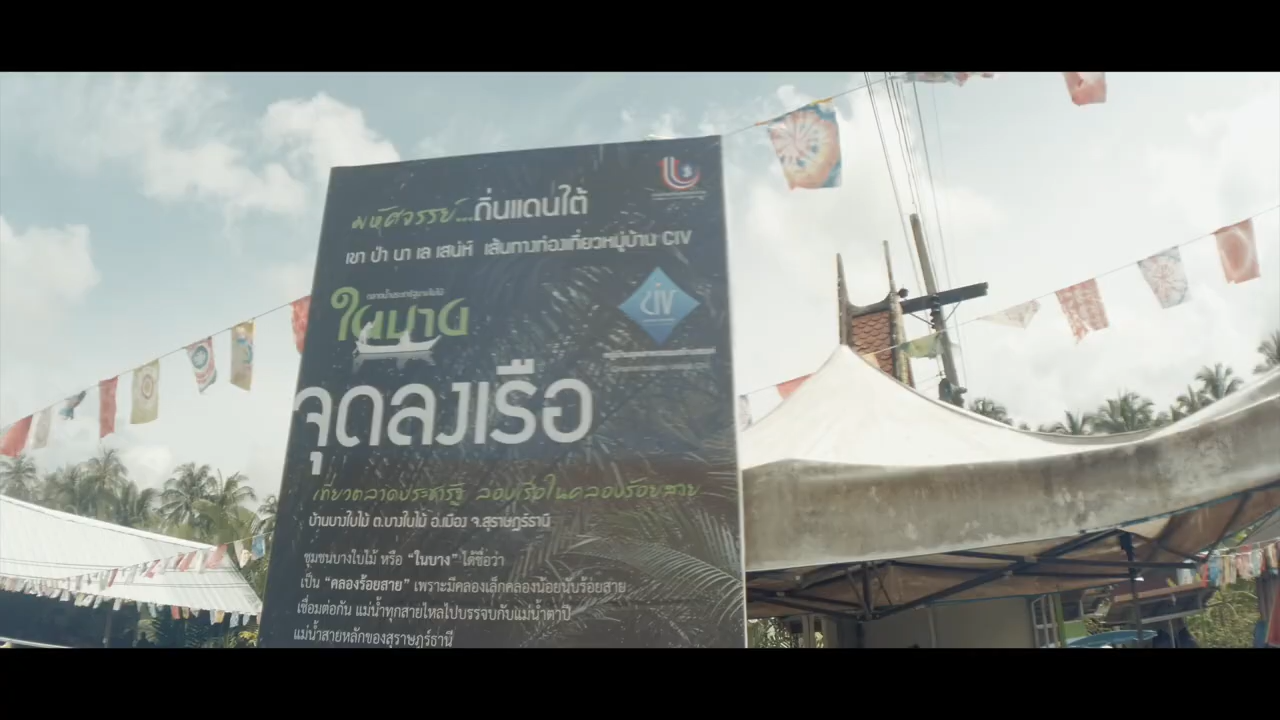 มหัศจรรย์...ถิ่นแดนใต้
เขา ป่า นา เล เสน่ห์ เส้นทางท่องเที่ยวหมู่บ้าน CIV
ในบาง
CIV
จุดลงเรือ
เที่ยวตลาดประชารัฐ ล่องเรือในคลองร้อยสาย
บ้านบางใบไม้ ต.บางใบไม้ อ.เมือง จ.สุราษฎร์ธานี
ชุมชนบางใบไม้ หรือ “ในบาง” ได้ชื่อว่า
เป็น “คลองร้อยสาย” เพราะมีคลองเล็กคลองน้อยนับร้อยสาย
เชื่อมต่อกัน แม่น้ำทุกสายไหลไปบรรจบกับแม่น้ำตาปี
แม่น้ำสายหลักของสุราษฎร์ธานี